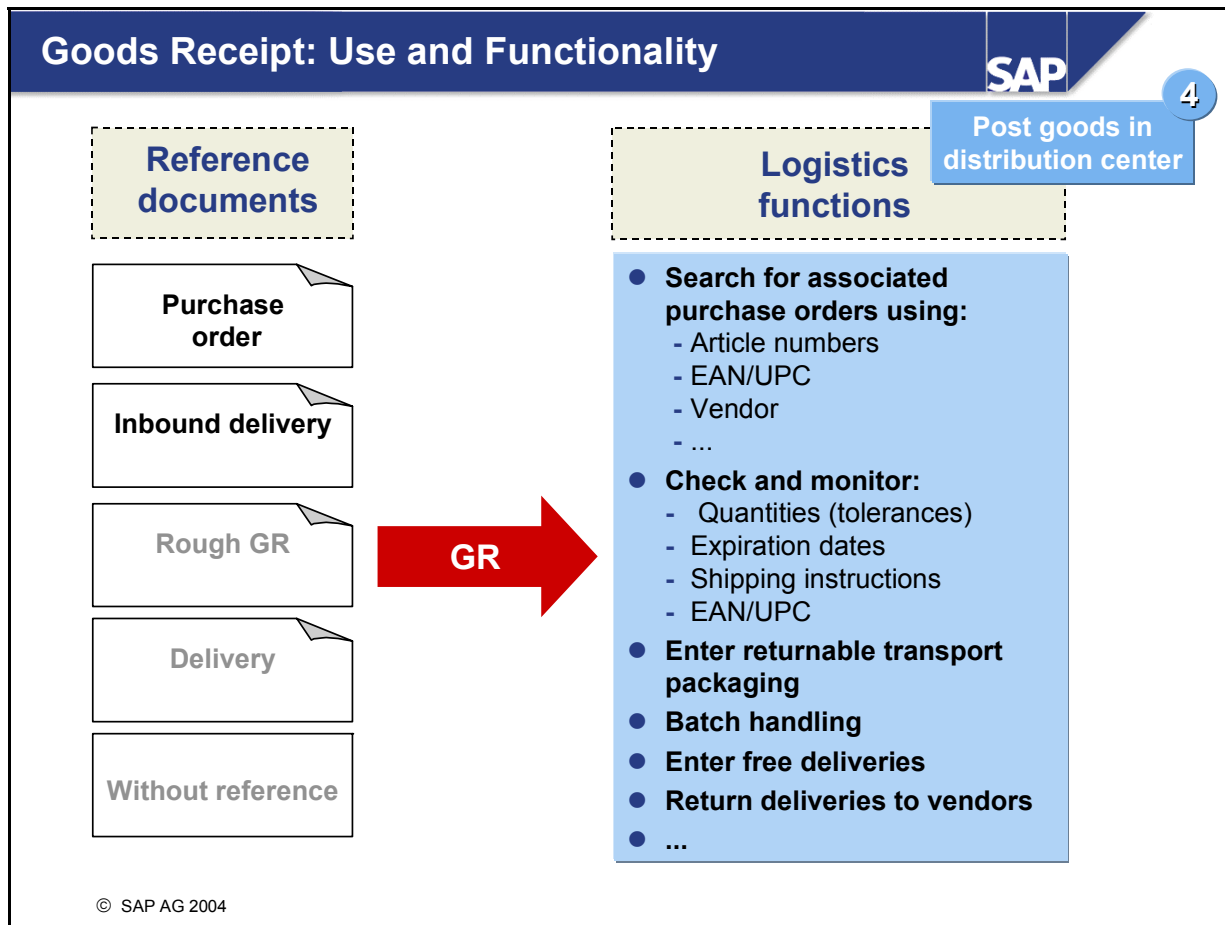 Goods Receipt: Use and Functionality
SAP
4
Post goods in
distribution center
Reference
documents
Purchase
order
Inbound delivery
Rough GR
Delivery
Without reference
GR
Logistics
functions
● Search for associated
purchase orders using:
- Article numbers
- EAN/UPC
- Vendor
- ...
● Check and monitor:
- Quantities (tolerances)
- Expiration dates
- Shipping instructions
- EAN/UPC
● Enter returnable transport
packaging
● Batch handling
● Enter free deliveries
● Return deliveries to vendors
● ...
© SAP AG 2004